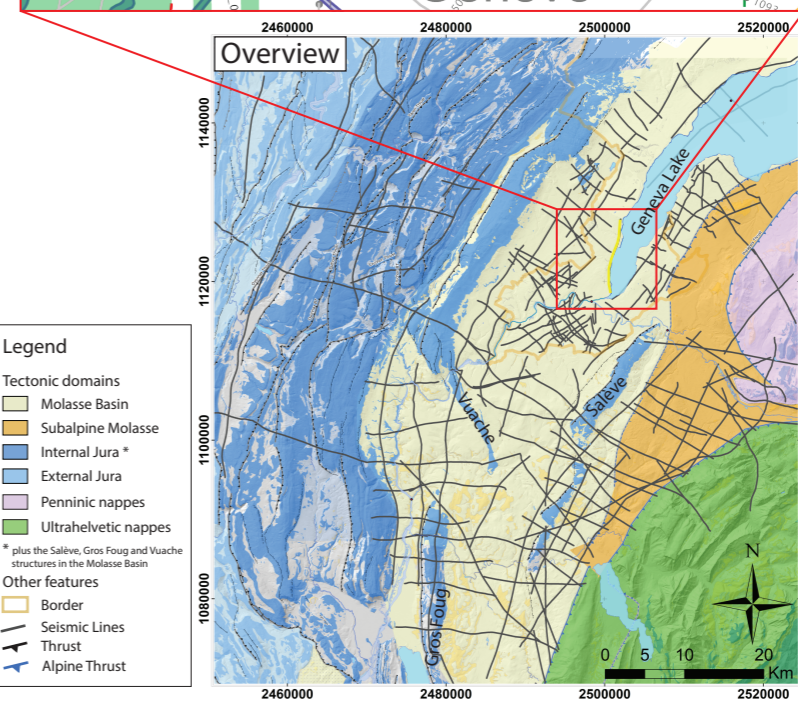 Geneve
1093
2460000 2480000 2500000 2520000
Overview
1140000
1120000
1100000
1080000
Geneva Lake
Vuache
Salève
Gros Foug
Legend
Tectonic domains
Molasse Basin
Subalpine Molasse
Internal Jura *
External Jura
Penninic nappes
Ultrahelvetic nappes
* plus the Salève, Gros Foug and Vuache
structures in the Molasse Basin
Other features
Border
Seismic Lines
Thrust
Alpine Thrust
N
0 5 10 20
Km
2460000 2480000 2500000 2520000